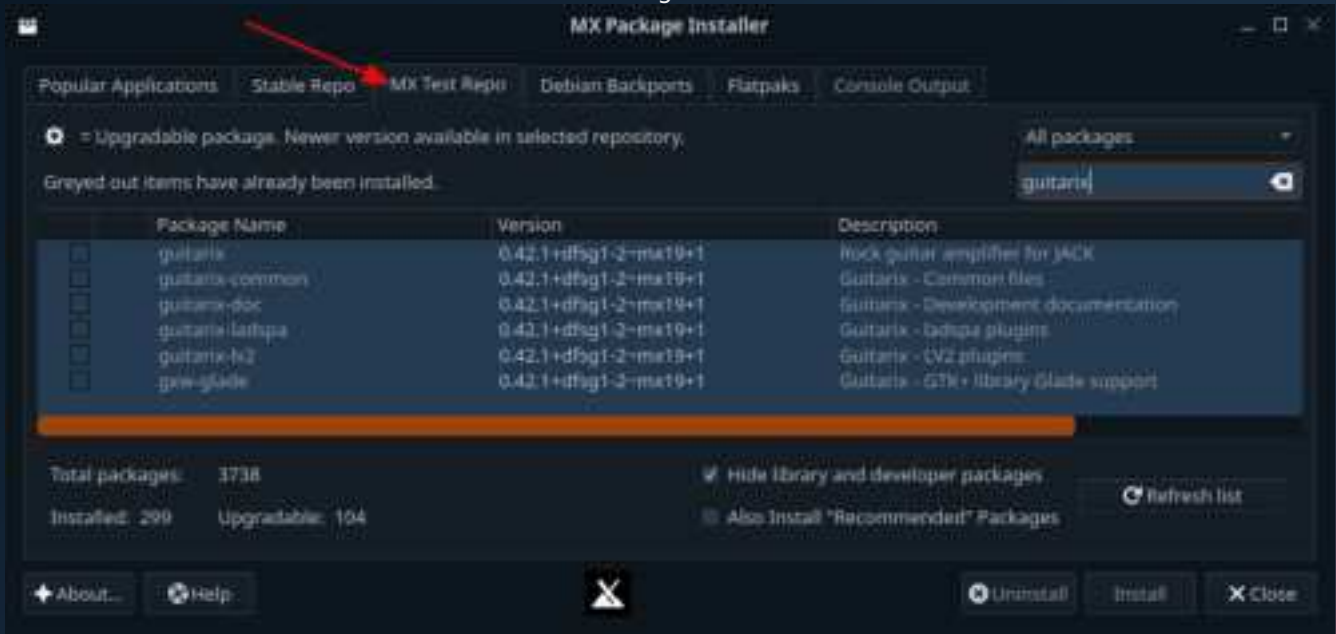 MX Package Installer
Popular Applications Stable Repo MX Test Repo Debian Backports Flatpaks Console Output
= Upgradable package. Newer version available in selected repository.
All packages
Greyed out items have already been installed.
guitarix
Package Name Version Description
guitarix 0.42.1+dfsg1-2~mx19+1 Rock guitar amplifier for JACK
guitarix-common 0.42.1+dfsg1-2~mx19+1 Guitarix - Common files
guitarix-doc 0.42.1+dfsg1-2~mx19+1 Guitarix - Development documentation
guitarix-ladspa 0.42.1+dfsg1-2~mx19+1 Guitarix - ladspa plugins
guitarix-lv2 0.42.1+dfsg1-2~mx19+1 Guitarix - LV2 plugins
gxw-glade 0.42.1+dfsg1-2~mx19+1 Guitarix - GTK+ library Glade support
Total packages: 3738
Hide library and developer packages
Refresh list
Installed: 299 Upgradable: 104
Also Install "Recommended" Packages
About... Help Uninstall Install Close